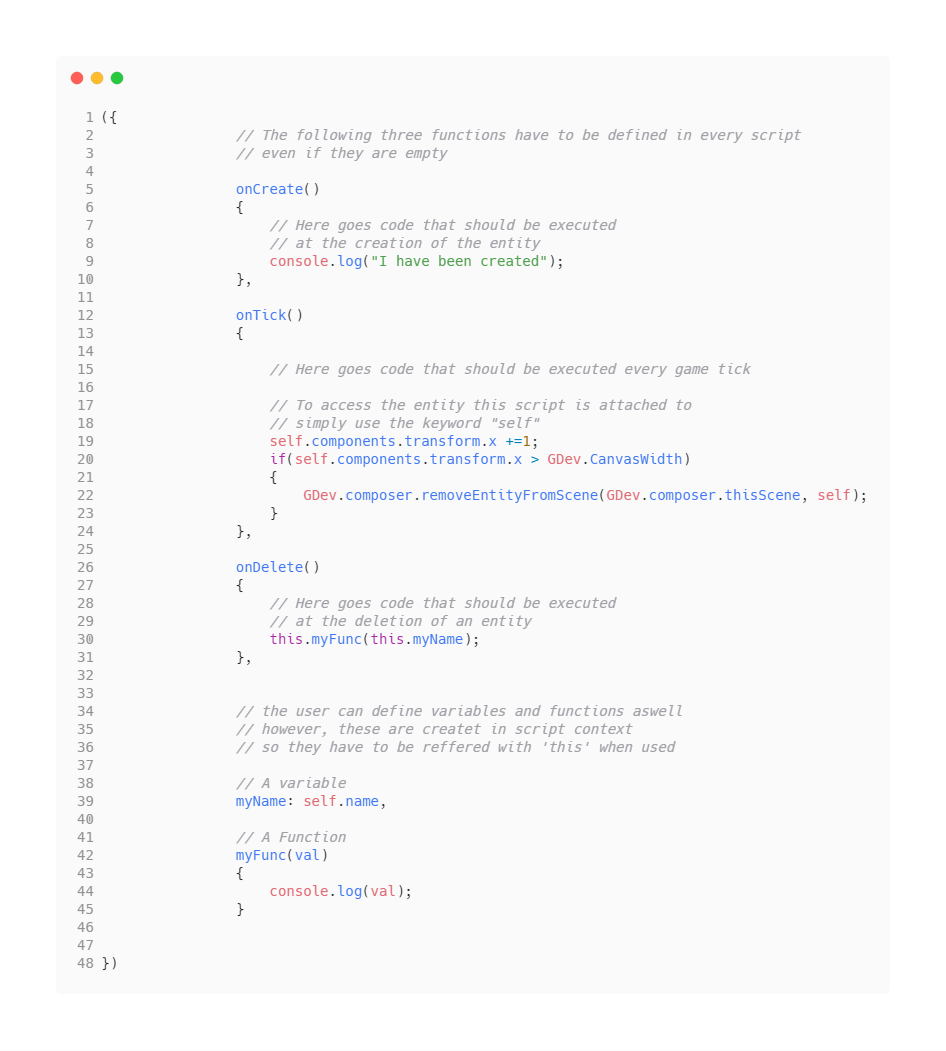 1 ({
2 // The following three functions have to be defined in every script
3 // even if they are empty
4
5 onCreate()
6 {
7 // Here goes code that should be executed
8 // at the creation of the entity
9 console.log("I have been created");
10 },
11
12 onTick()
13 {
14
15 // Here goes code that should be executed every game tick
16
17 // To access the entity this script is attached to
18 // simply use the keyword "self"
19 self.components.transform.x +=1;
20 if(self.components.transform.x > GDev.CanvasWidth)
21 {
22 GDev.composer.removeEntityFromScene(GDev.composer.thisScene, self);
23 }
24 },
25
26 onDelete()
27 {
28 // Here goes code that should be executed
29 // at the deletion of an entity
30 this.myFunc(this.myName);
31 },
32
33
34 // the user can define variables and functions aswell
35 // however, these are createt in script context
36 // so they have to be reffered with 'this' when used
37
38 // A variable
39 myName: self.name,
40
41 // A Function
42 myFunc(val)
43 {
44 console.log(val);
45 }
46
47
48 })